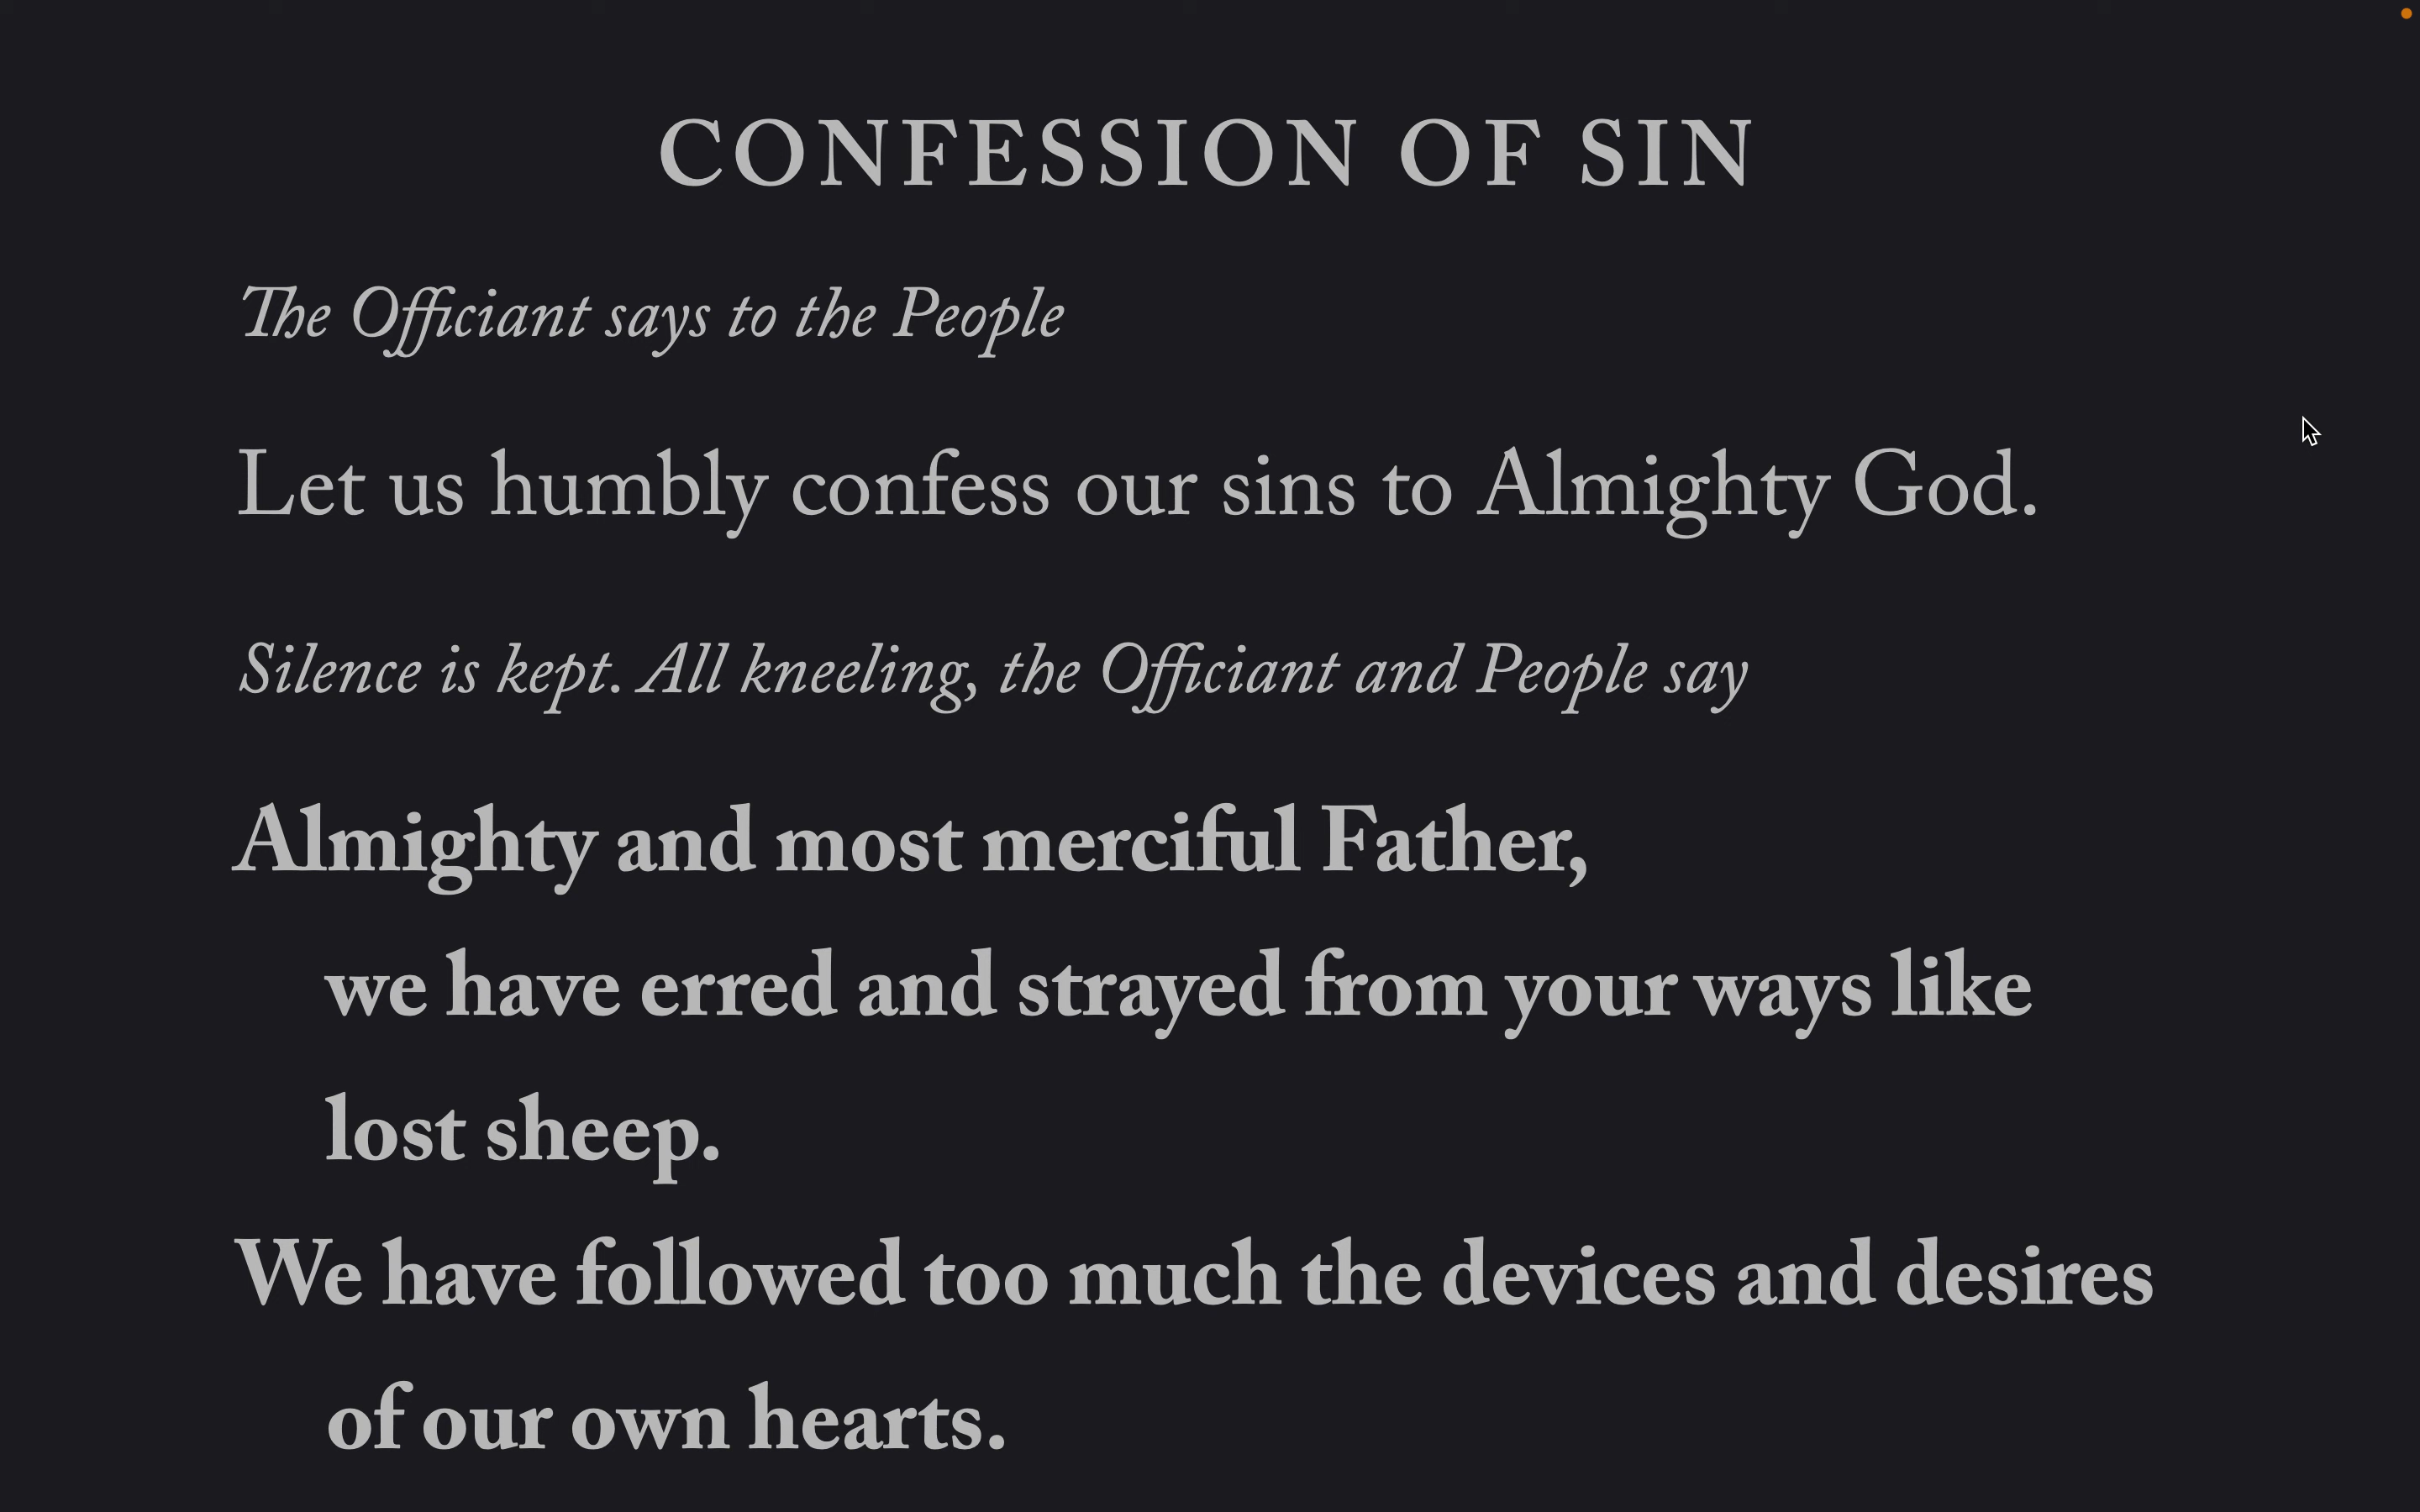 CONFESSION OF SIN
The Officiant says to the People
Let us humbly confess our sins to Almighty God.
Silence is kept. All kneeling, the Officiant and People say
Almighty and most merciful Father,
we have erred and strayed from your ways like
lost sheep.
We have followed too much the devices and desires
of our own hearts.